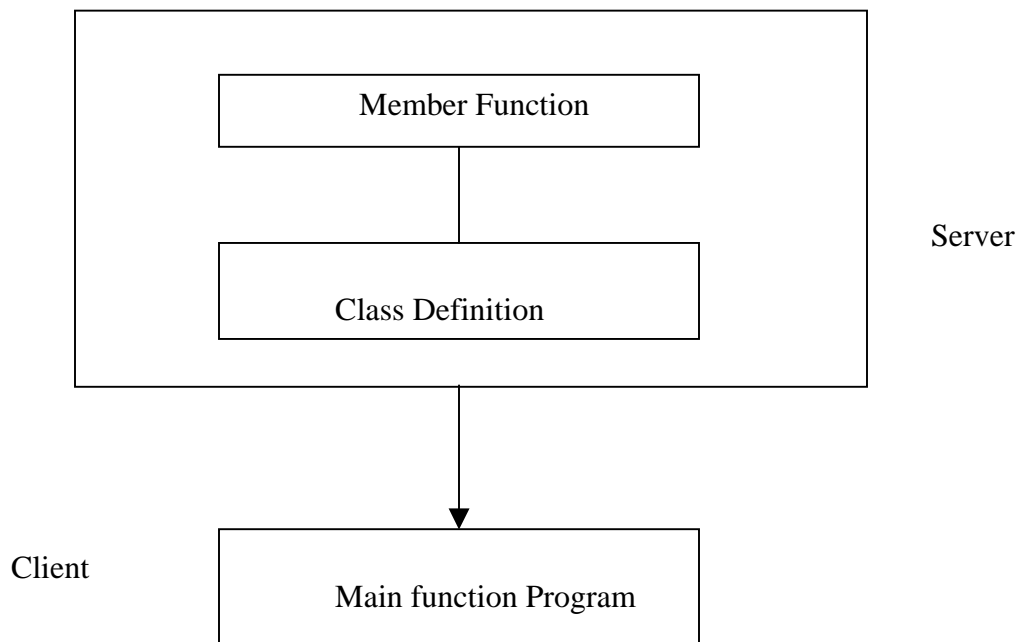 Member Function
Server
Class Definition
Client
Main function Program